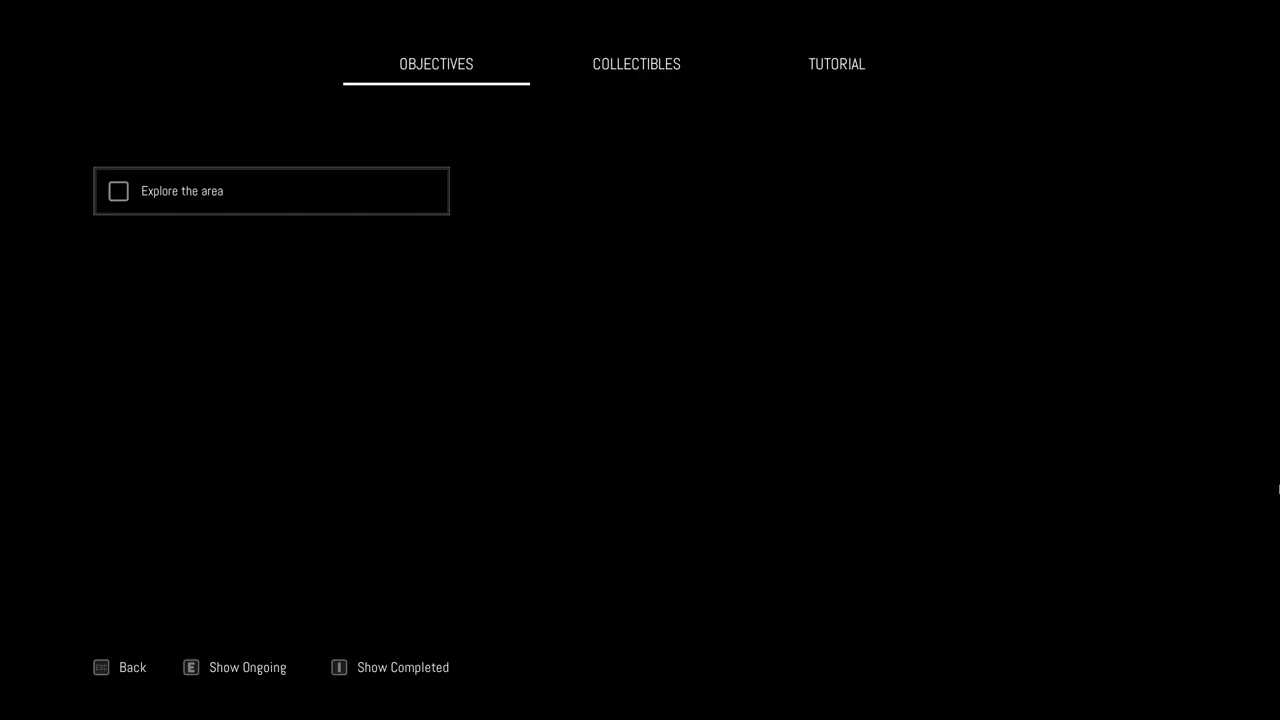 OBJECTIVES COLLECTIBLES TUTORIAL
Explore the area
ESC Back E Show Ongoing I Show Completed